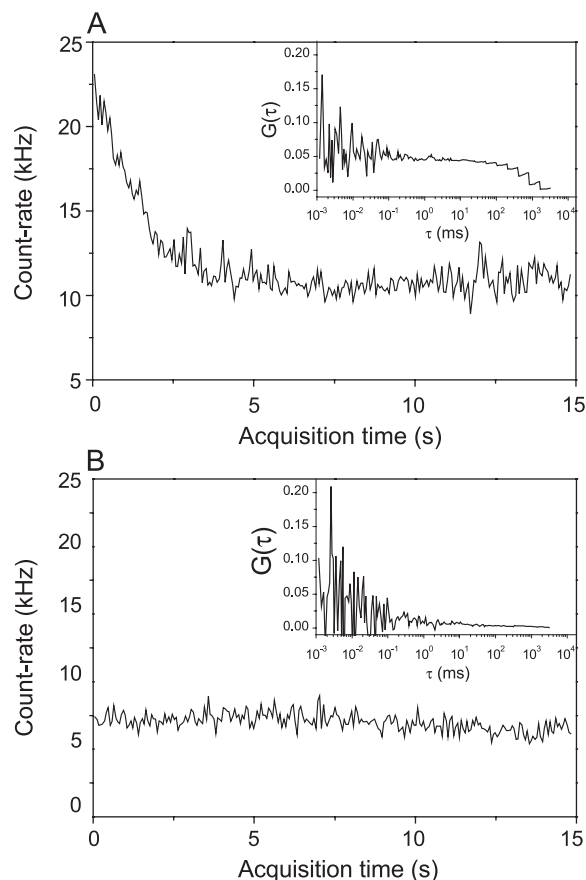 A
25
20
15
10
5
Count-rate (kHz)
0 5 10 15
Acquisition time (s)
0.20
0.15
0.10
0.05
0.00
G(τ)
10⁻³ 10⁻² 10⁻¹ 10⁰ 10¹ 10² 10³ 10⁴
τ (ms)
B
25
20
15
10
5
0
Count-rate (kHz)
0 5 10 15
Acquisition time (s)
0.20
0.15
0.10
0.05
0.00
G(τ)
10⁻³ 10⁻² 10⁻¹ 10⁰ 10¹ 10² 10³ 10⁴
τ (ms)